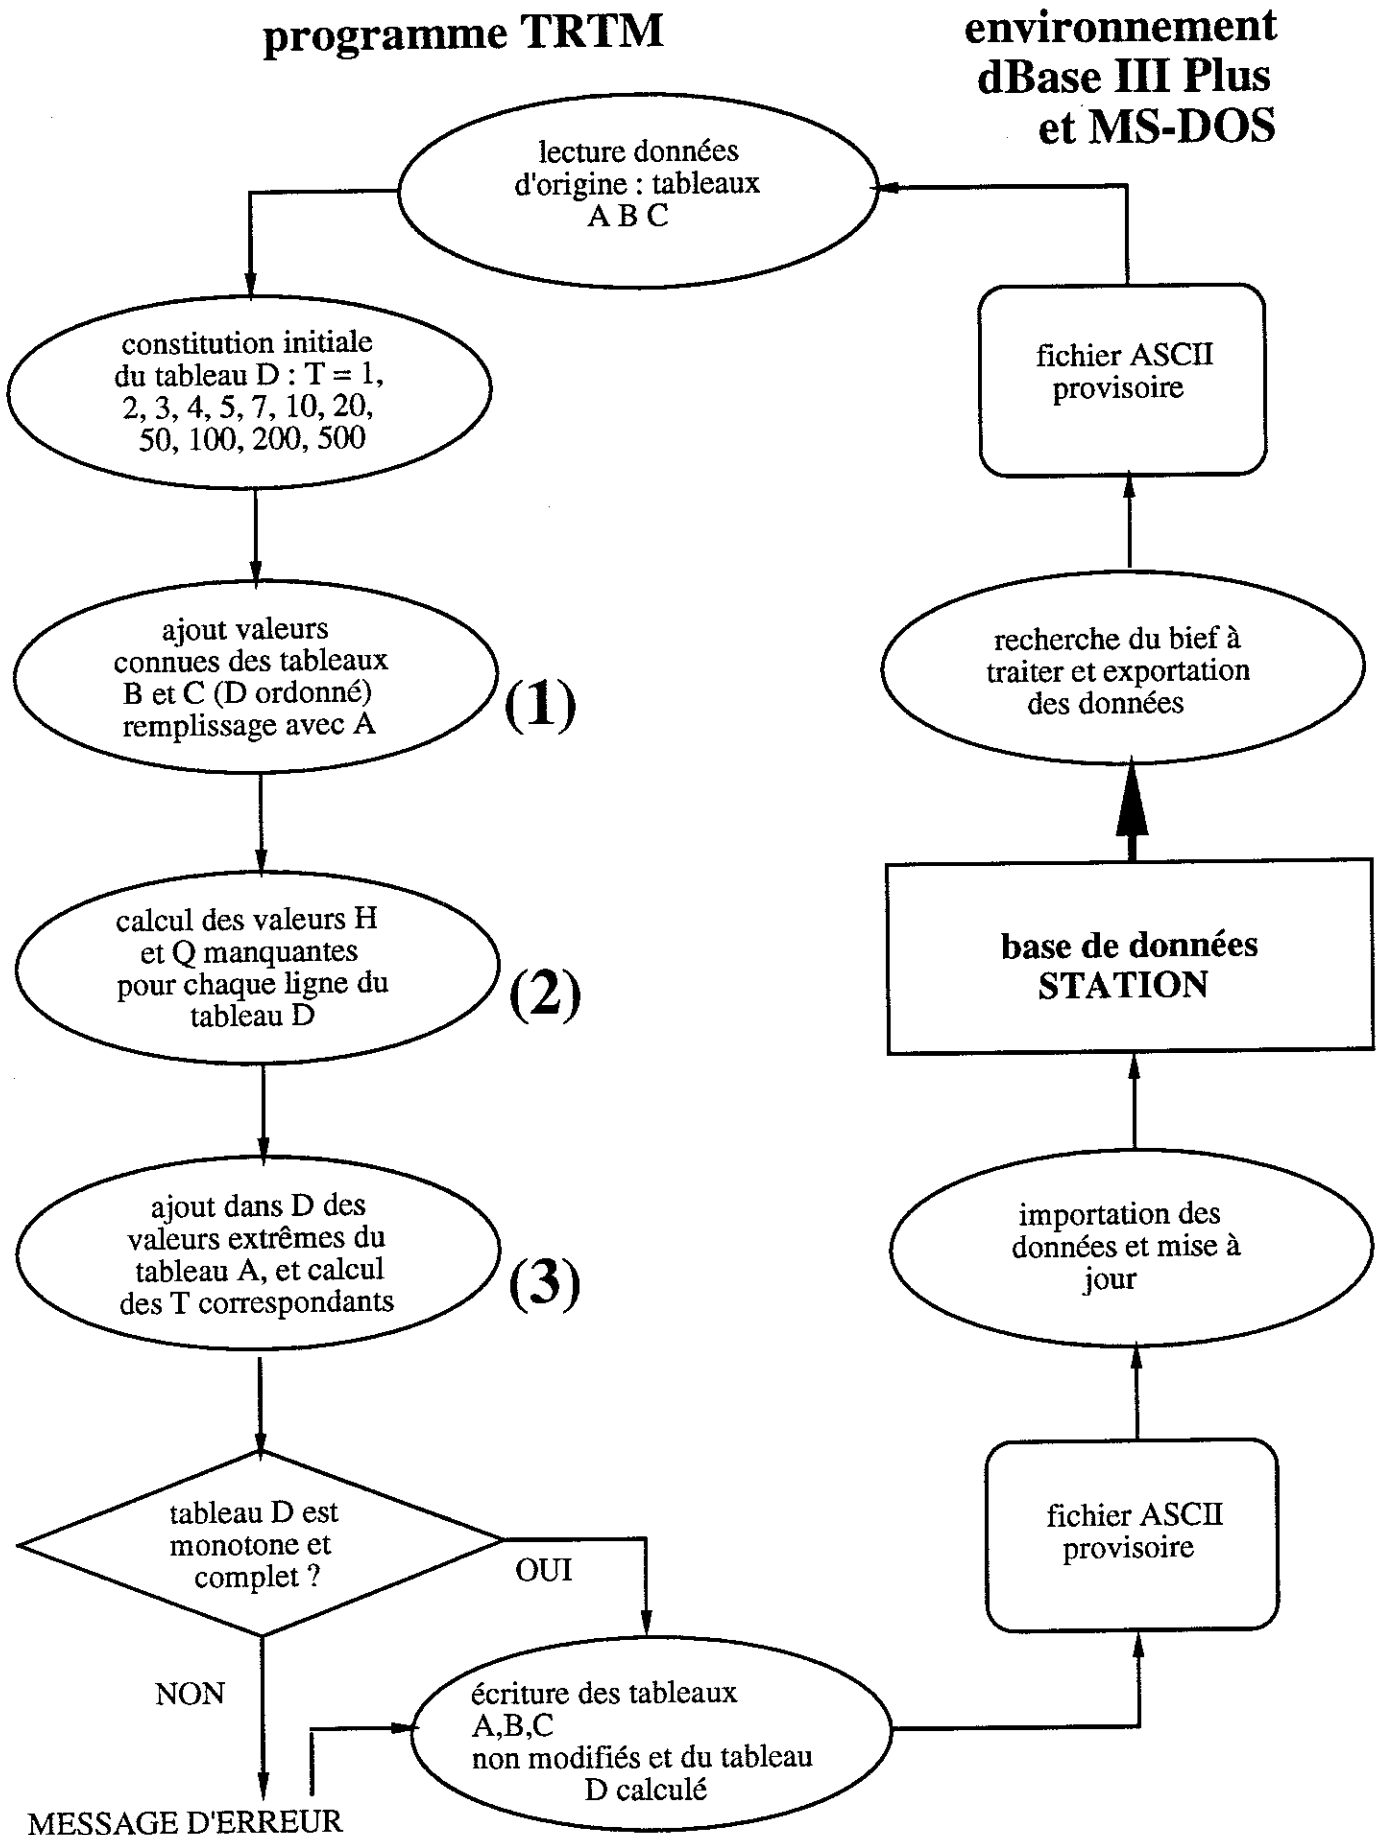 programme TRTM
environnement
dBase III Plus
et MS-DOS
lecture données
d'origine : tableaux
A B C
constitution initiale
du tableau D : T = 1,
2, 3, 4, 5, 7, 10, 20,
50, 100, 200, 500
fichier ASCII
provisoire
ajout valeurs
connues des tableaux
B et C (D ordonné)
remplissage avec A
(1)
recherche du bief à
traiter et exportation
des données
calcul des valeurs H
et Q manquantes
pour chaque ligne du
tableau D
(2)
base de données
STATION
ajout dans D des
valeurs extrêmes du
tableau A, et calcul
des T correspondants
(3)
importation des
données et mise à
jour
tableau D est
monotone et
complet ?
OUI
fichier ASCII
provisoire
NON
écriture des tableaux
A,B,C
non modifiés et du tableau
D calculé
MESSAGE D'ERREUR